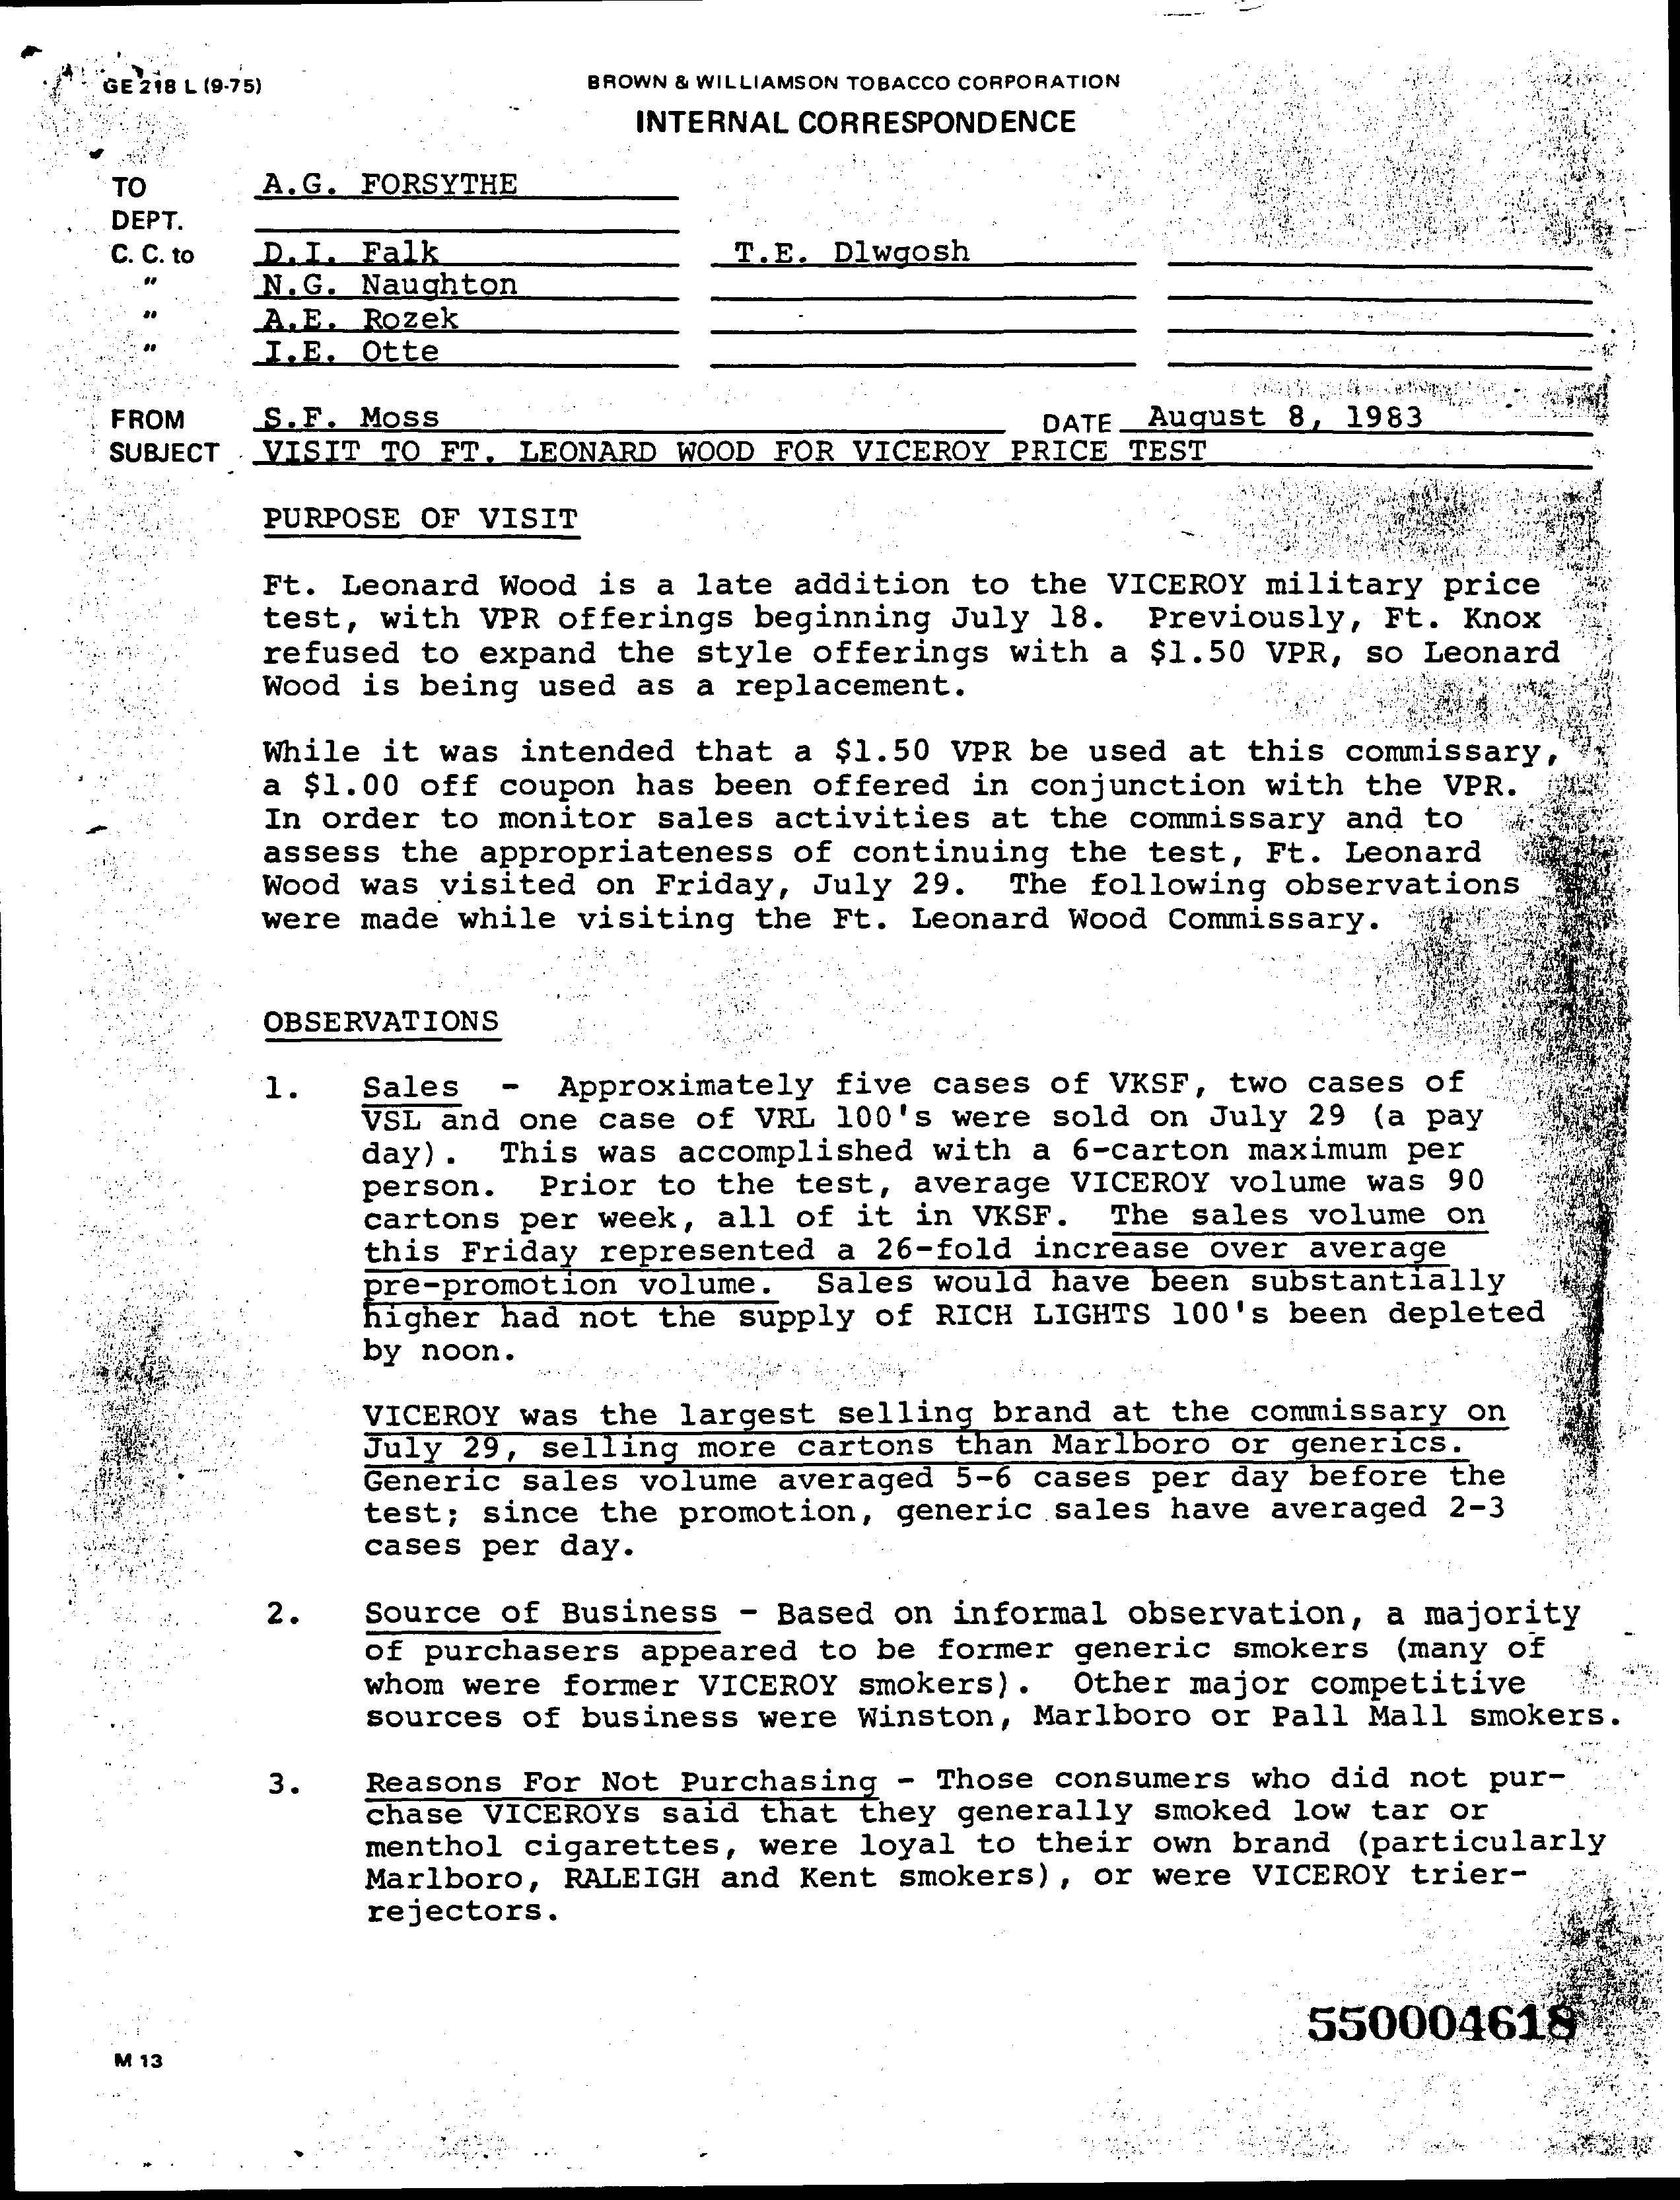 GE 218 L (9-75)
BROWN & WILLIAMSON TOBACCO CORPORATION
INTERNAL CORRESPONDENCE
TO A.G. FORSYTHE
DEPT.
C. C. to D.I. Falk T.E. Dlwgosh
" N.G. Naughton
" A.E. Rozek
" I.E. Otte
FROM S.F. Moss DATE August 8, 1983
SUBJECT VISIT TO FT. LEONARD WOOD FOR VICEROY PRICE TEST
PURPOSE OF VISIT
Ft. Leonard Wood is a late addition to the VICEROY military price
test, with VPR offerings beginning July 18. Previously, Ft. Knox
refused to expand the style offerings with a $1.50 VPR, so Leonard
Wood is being used as a replacement.
While it was intended that a $1.50 VPR be used at this commissary,
a $1.00 off coupon has been offered in conjunction with the VPR.
In order to monitor sales activities at the commissary and to
assess the appropriateness of continuing the test, Ft. Leonard
Wood was visited on Friday, July 29. The following observations
were made while visiting the Ft. Leonard Wood Commissary.
OBSERVATIONS
1. Sales - Approximately five cases of VKSF, two cases of
VSL and one case of VRL 100's were sold on July 29 (a pay
day). This was accomplished with a 6-carton maximum per
person. Prior to the test, average VICEROY volume was 90
cartons per week, all of it in VKSF. The sales volume on
this Friday represented a 26-fold increase over average
pre-promotion volume. Sales would have been substantially
higher had not the supply of RICH LIGHTS 100's been depleted
by noon.
VICEROY was the largest selling brand at the commissary on
July 29, selling more cartons than Marlboro or generics.
Generic sales volume averaged 5-6 cases per day before the
test; since the promotion, generic sales have averaged 2-3
cases per day.
2. Source of Business - Based on informal observation, a majority
of purchasers appeared to be former generic smokers (many of
whom were former VICEROY smokers). Other major competitive
sources of business were Winston, Marlboro or Pall Mall smokers.
3. Reasons For Not Purchasing - Those consumers who did not pur-
chase VICEROYs said that they generally smoked low tar or
menthol cigarettes, were loyal to their own brand (particularly
Marlboro, RALEIGH and Kent smokers), or were VICEROY trier-
rejectors.
550004618
M 13